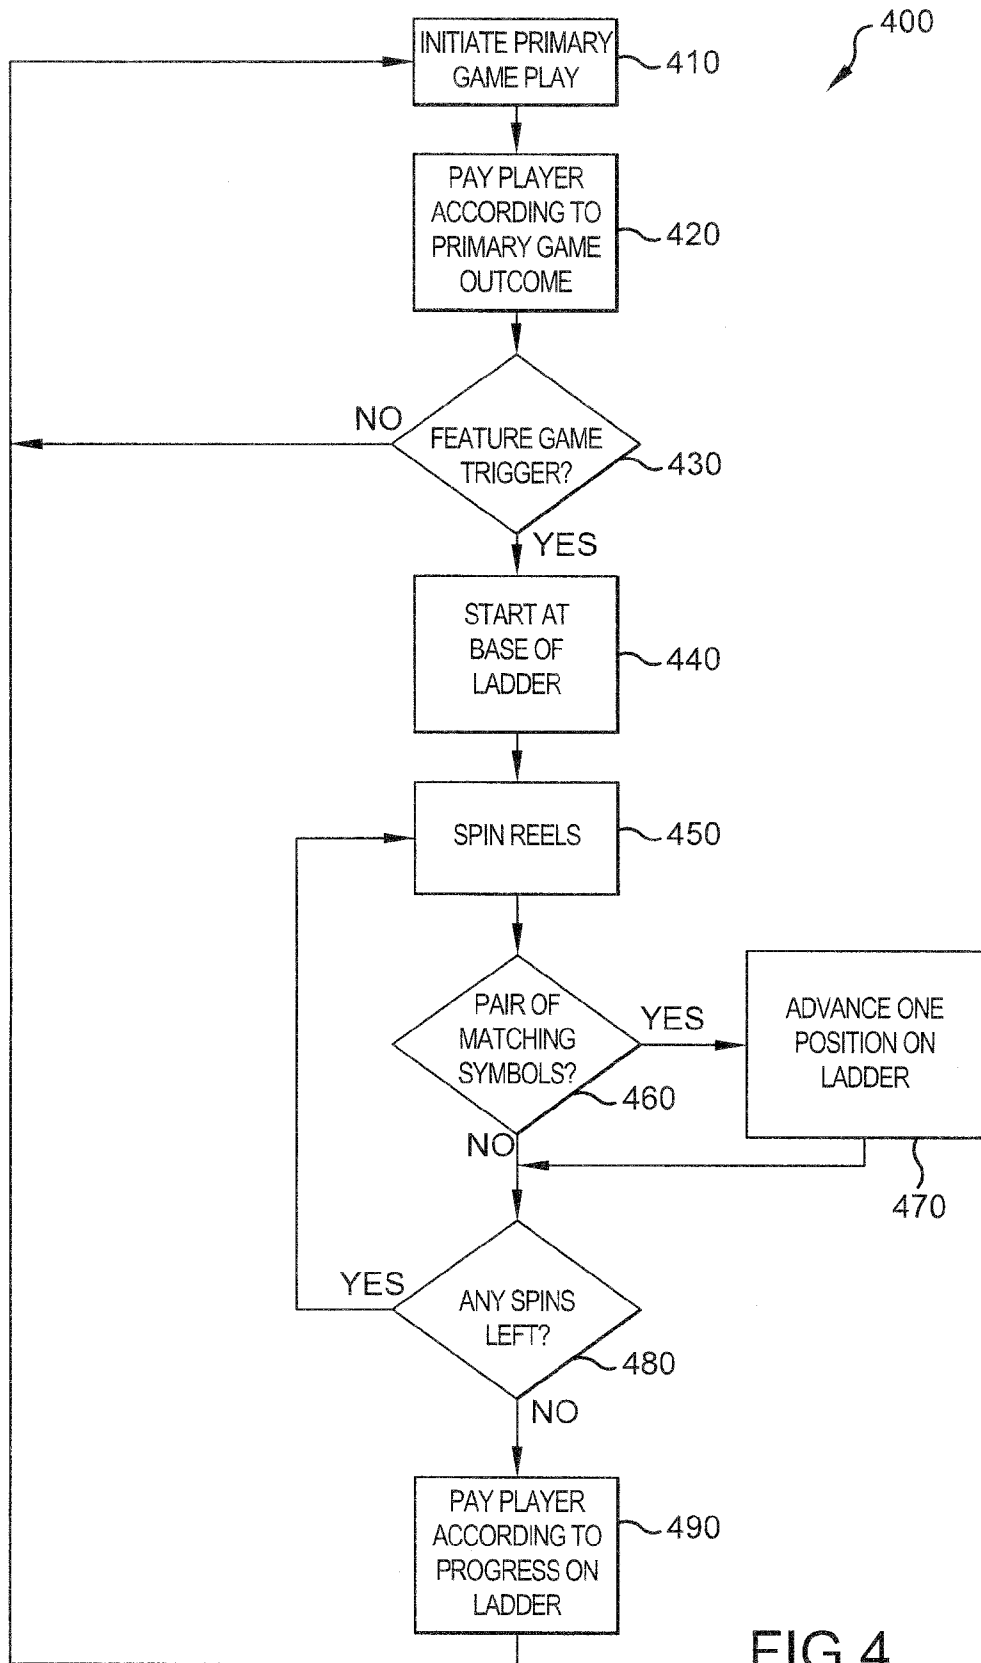 400
INITIATE PRIMARY
GAME PLAY
410
PAY PLAYER
ACCORDING TO
PRIMARY GAME
OUTCOME
420
NO
FEATURE GAME
TRIGGER?
430
YES
START AT
BASE OF
LADDER
440
SPIN REELS
450
PAIR OF
MATCHING
SYMBOLS?
YES
460
ADVANCE ONE
POSITION ON
LADDER
470
NO
YES
ANY SPINS
LEFT?
480
NO
PAY PLAYER
ACCORDING TO
PROGRESS ON
LADDER
490
FIG 4